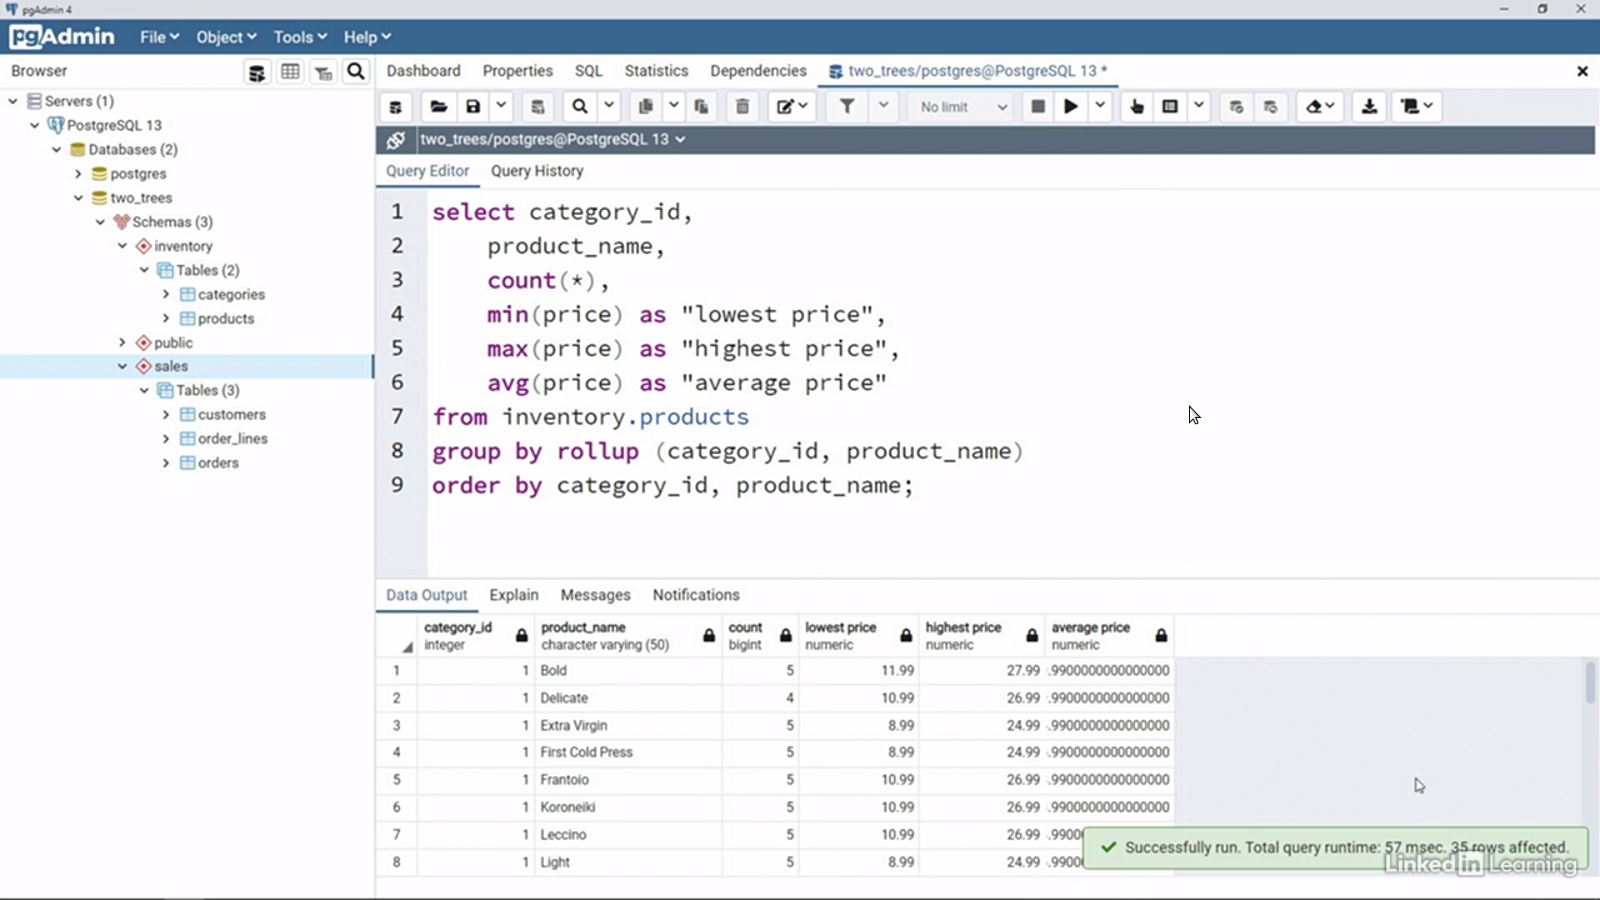 pgAdmin 4
pgAdmin File Object Tools Help
Browser
Dashboard Properties SQL Statistics Dependencies two_trees/postgres@PostgreSQL 13 *
Servers (1)
PostgreSQL 13
Databases (2)
postgres
two_trees
Schemas (3)
inventory
Tables (2)
categories
products
public
sales
Tables (3)
customers
order_lines
orders
No limit
two_trees/postgres@PostgreSQL 13
Query Editor Query History
1 select category_id,
2 product_name,
3 count(*),
4 min(price) as "lowest price",
5 max(price) as "highest price",
6 avg(price) as "average price"
7 from inventory.products
8 group by rollup (category_id, product_name)
9 order by category_id, product_name;
Data Output Explain Messages Notifications
category_id product_name count lowest price highest price average price
integer character varying (50) bigint numeric numeric numeric
1 1 Bold 5 11.99 27.99 .9900000000000000
2 1 Delicate 4 10.99 26.99 .9900000000000000
3 1 Extra Virgin 5 8.99 24.99 .9900000000000000
4 1 First Cold Press 5 8.99 24.99 .9900000000000000
5 1 Frantoio 5 10.99 26.99 .9900000000000000
6 1 Koroneiki 5 10.99 26.99 .9900000000000000
7 1 Leccino 5 10.99 26.99 .9900
8 1 Light 5 8.99 24.99 .9900
Successfully run. Total query runtime: 57 msec. 35 rows affected.
LinkedIn Learning